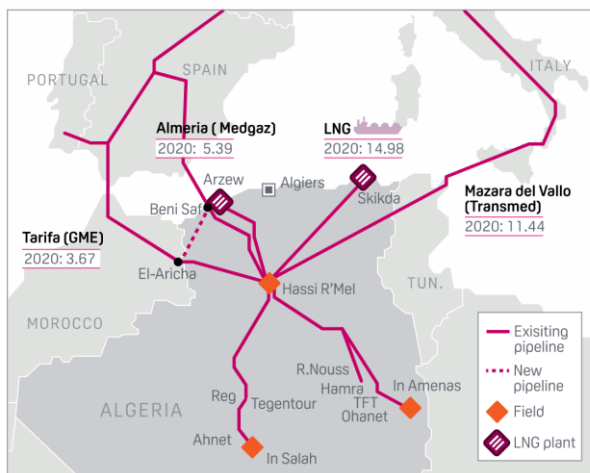 PORTUGAL
SPAIN
ITALY
Almeria ( Medgaz)
2020: 5.39
LNG
2020: 14.98
Arzew
Algiers
Skikda
Beni Saf
Mazara del Vallo
(Transmed)
2020: 11.44
Tarifa (GME)
2020: 3.67
El-Aricha
Hassi R'Mel
TUN.
MOROCCO
Exisiting
pipeline
New
pipeline
Field
LNG plant
R.Nouss
Hamra
In Amenas
TFT
Ohanet
Reg
Tegentour
ALGERIA
Ahnet
In Salah